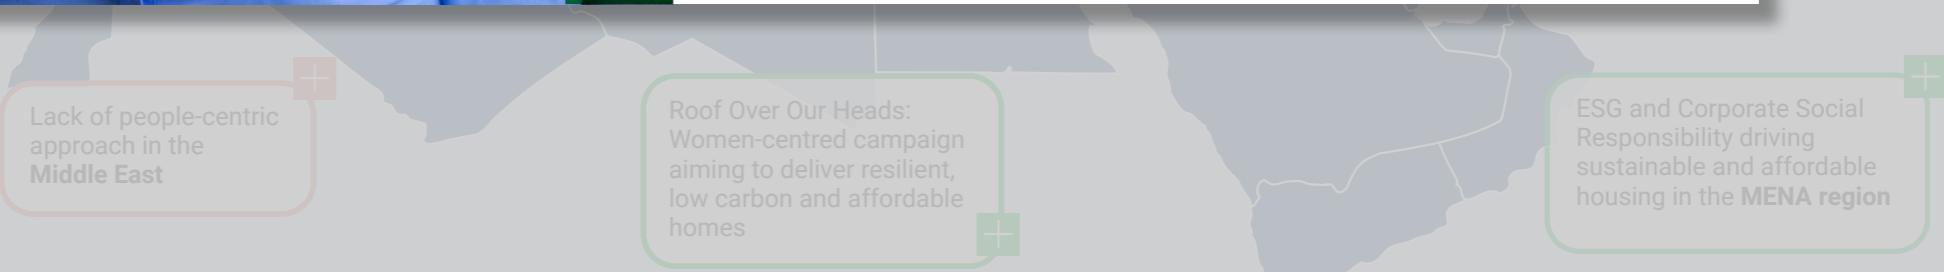 Lack of people-centric
approach in the
Middle East
Roof Over Our Heads:
Women-centred campaign
aiming to deliver resilient,
low carbon and affordable
homes
ESG and Corporate Social
Responsibility driving
sustainable and affordable
housing in the MENA region